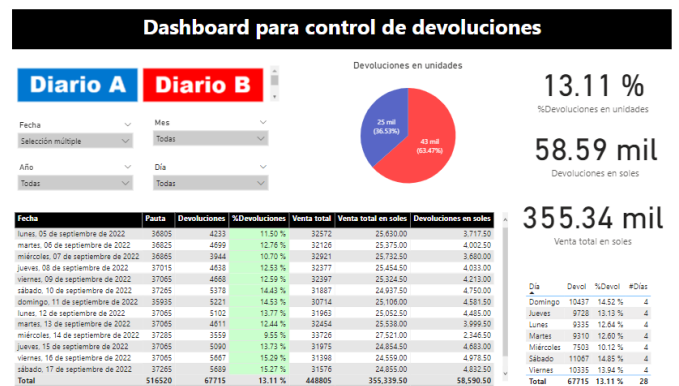 Dashboard para control de devoluciones
Diario A
Diario B
Fecha
Selección múltiple
Mes
Todas
Año
Todas
Día
Todas
Devoluciones en unidades
25 mil
(36.53%)
43 mil
(63.47%)
13.11 %
%Devoluciones en unidades
58.59 mil
Devoluciones en soles
355.34 mil
Venta total en soles
Fecha Pauta Devoluciones %Devoluciones Venta total Venta total en soles Devoluciones en soles
lunes, 05 de septiembre de 2022 36805 4233 11.50 % 32572 25,630.00 3,717.50
martes, 06 de septiembre de 2022 36825 4699 12.76 % 32126 25,375.00 4,002.50
miércoles, 07 de septiembre de 2022 36865 3944 10.70 % 32921 25,732.50 3,680.00
jueves, 08 de septiembre de 2022 37015 4638 12.53 % 32377 25,454.50 4,033.00
viernes, 09 de septiembre de 2022 37065 4668 12.59 % 32397 25,324.50 4,213.00
sábado, 10 de septiembre de 2022 37265 5378 14.43 % 31887 24,937.50 4,750.00
domingo, 11 de septiembre de 2022 35935 5221 14.53 % 30714 25,106.00 4,581.50
lunes, 12 de septiembre de 2022 37065 5102 13.77 % 31963 25,052.50 4,485.00
martes, 13 de septiembre de 2022 37065 4611 12.44 % 32454 25,538.00 3,999.50
miércoles, 14 de septiembre de 2022 37285 3559 9.55 % 33726 27,521.00 2,346.50
jueves, 15 de septiembre de 2022 37065 5090 13.73 % 31975 24,854.50 4,683.00
viernes, 16 de septiembre de 2022 37065 5667 15.29 % 31398 24,559.00 4,978.50
sábado, 17 de septiembre de 2022 37265 5689 15.27 % 31576 24,855.00 4,832.50
Total 516520 67715 13.11 % 448805 355,339.50 58,590.50
Día Devol %Devol #Días
Domingo 10437 14.52 % 4
Jueves 9728 13.13 % 4
Lunes 9335 12.64 % 4
Martes 9310 12.60 % 4
Miércoles 7503 10.12 % 4
Sábado 11067 14.85 % 4
Viernes 10335 13.94 % 4
Total 67715 13.11 % 28